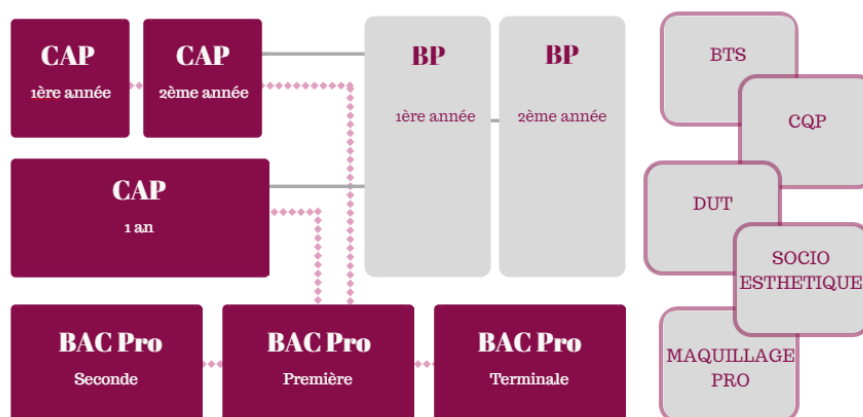 CAP
1ère année
CAP
2ème année
BP
1ère année
BP
2ème année
CAP
1 an
BAC Pro
Seconde
BAC Pro
Première
BAC Pro
Terminale
BTS
CQP
DUT
SOCIO
ESTHETIQUE
MAQUILLAGE
PRO